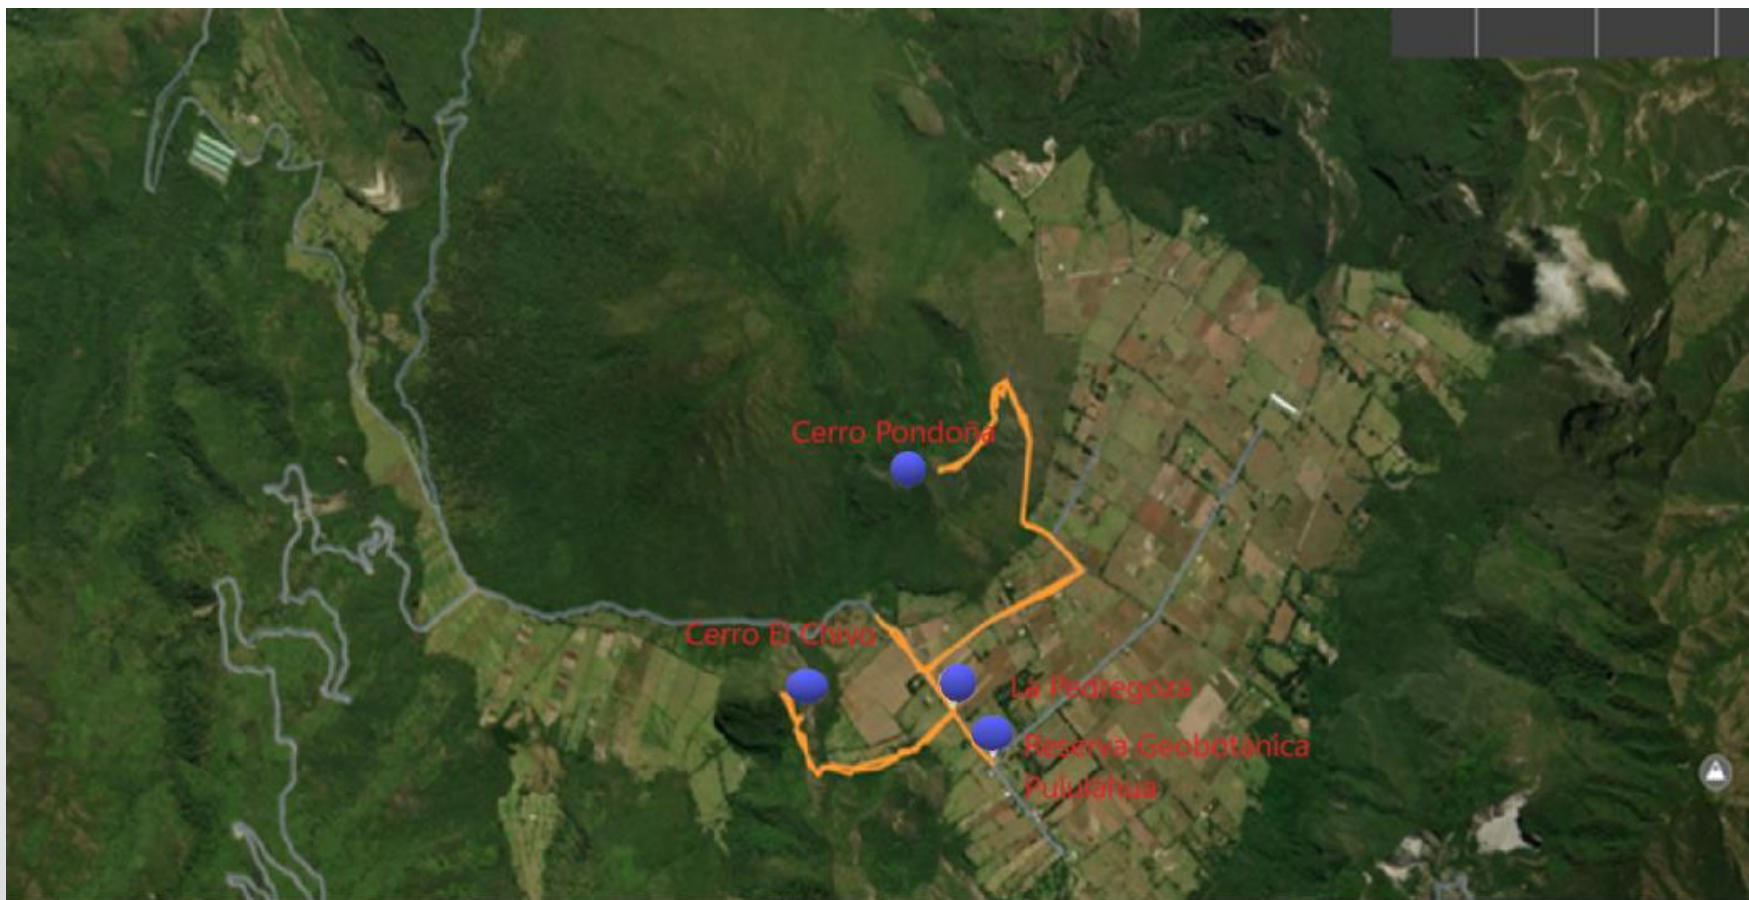 Cerro Pondoña
Cerro El Chivo
La Pedregoza
Reserva Geobotánica
Pululahua